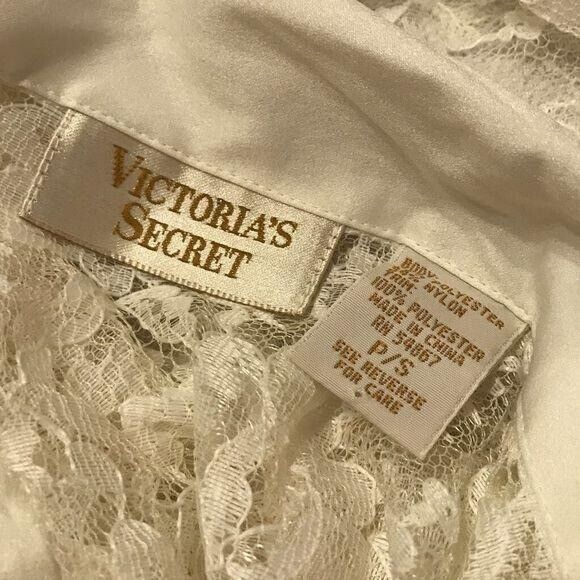 VICTORIA'S
SECRET
BODY POLYESTER
NYLON
TRIM
100% POLYESTER
MADE IN CHINA
RN 54867
P/S
SEE REVERSE
FOR CARE